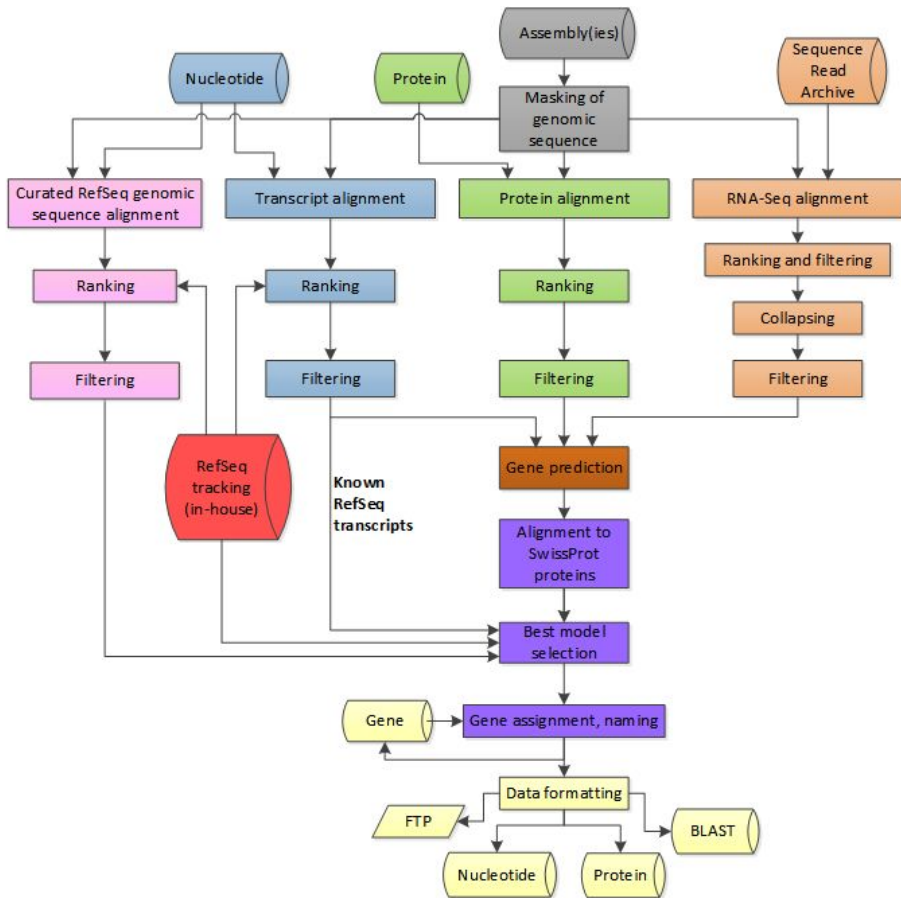 Assembly(ies)
Nucleotide
Protein
Sequence
Read
Archive
Masking of
genomic
sequence
Curated RefSeq genomic
sequence alignment
Transcript alignment
Protein alignment
RNA-Seq alignment
Ranking
Ranking
Ranking
Ranking and filtering
Collapsing
Filtering
Filtering
Filtering
Filtering
RefSeq
tracking
(in-house)
Known
RefSeq
transcripts
Gene prediction
Alignment to
SwissProt
proteins
Best model
selection
Gene
Gene assignment, naming
Data formatting
FTP
BLAST
Nucleotide
Protein